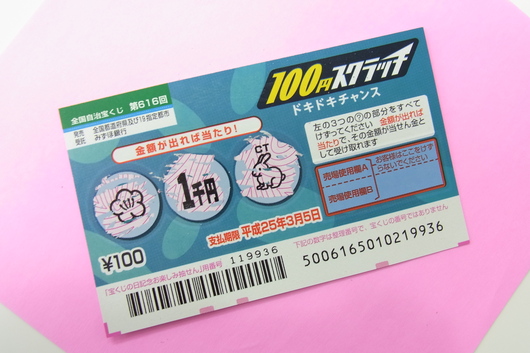 全国自治宝くじ 第616回
発売 全国都道府県及び19指定都市
受託 みずほ銀行
100円スクラッチ
ドキドキチャンス
金額が出れば当たり!
左の3つの?の部分をすべて
けずってください 金額が出れば
当たりで、その金額が当せん金と
して受け取れます
CT
1千円
売場使用欄A
お客様はここをけず
らないでください
売場使用欄B
支払期限 平成25年3月5日
¥100
「宝くじの日記念お楽しみ抽せん」用番号 119936
下記の数字は整理番号で、宝くじの番号ではありません
5006165010219936